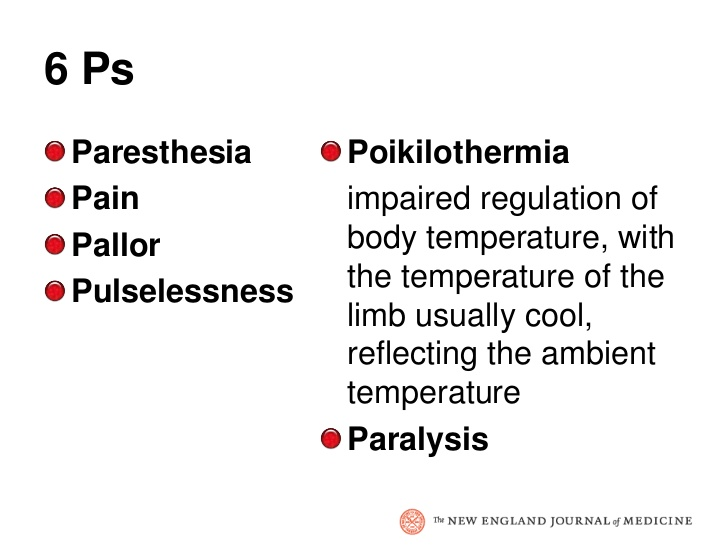 6 Ps
Paresthesia
Pain
Pallor
Pulselessness
Poikilothermia
impaired regulation of
body temperature, with
the temperature of the
limb usually cool,
reflecting the ambient
temperature
Paralysis
The NEW ENGLAND JOURNAL of MEDICINE